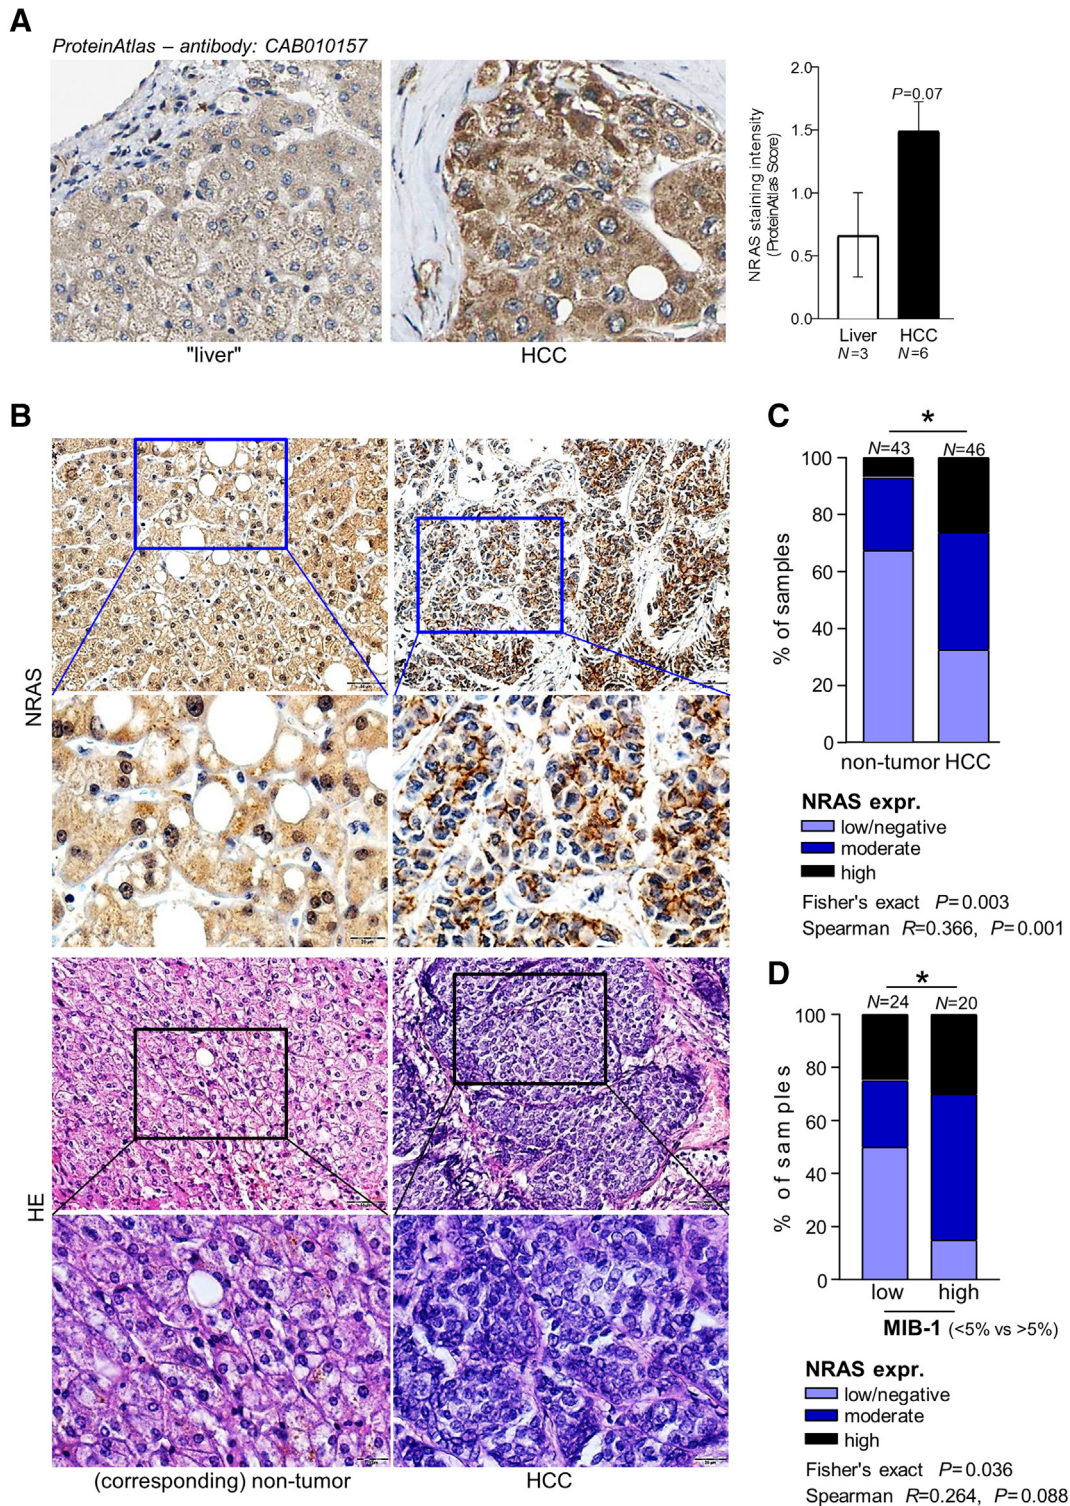 A
ProteinAtlas – antibody: CAB010157
"liver"
HCC
2.0
1.5
1.0
0.5
0.0
NRAS staining intensity
(ProteinAtlas Score)
P=0.07
Liver
HCC
N=3
N=6
B
NRAS
HE
(corresponding) non-tumor
HCC
C
*
N=43
N=46
100
80
60
40
20
0
% of samples
non-tumor HCC
NRAS expr.
low/negative
moderate
high
Fisher's exact P=0.003
Spearman R=0.366, P=0.001
D
*
N=24
N=20
100
80
60
40
20
0
% of samples
low
high
MIB-1 (<5% vs >5%)
NRAS expr.
low/negative
moderate
high
Fisher's exact P=0.036
Spearman R=0.264, P=0.088